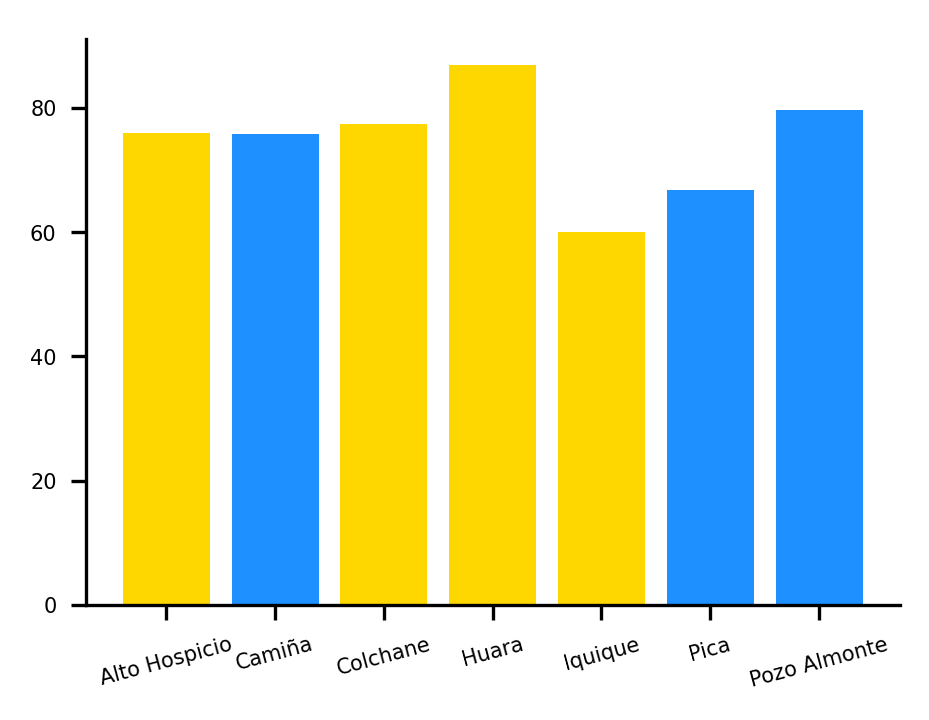 80
60
40
20
0
Alto Hospicio
Camiña
Colchane
Huara
Iquique
Pica
Pozo Almonte